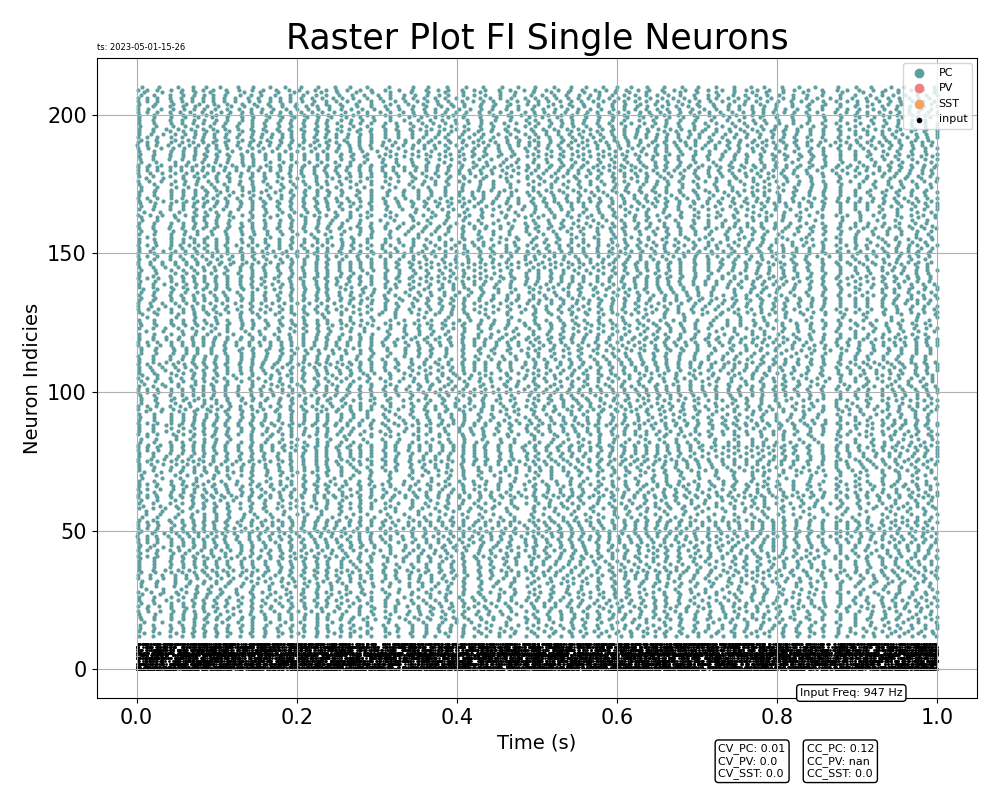 Raster Plot FI Single Neurons
ts: 2023-05-01-15-26
PC
PV
SST
input
200
150
100
50
0
Neuron Indicies
0.0 0.2 0.4 0.6 0.8 1.0
Time (s)
Input Freq: 947 Hz
CV_PC: 0.01
CV_PV: 0.0
CV_SST: 0.0
CC_PC: 0.12
CC_PV: nan
CC_SST: 0.0